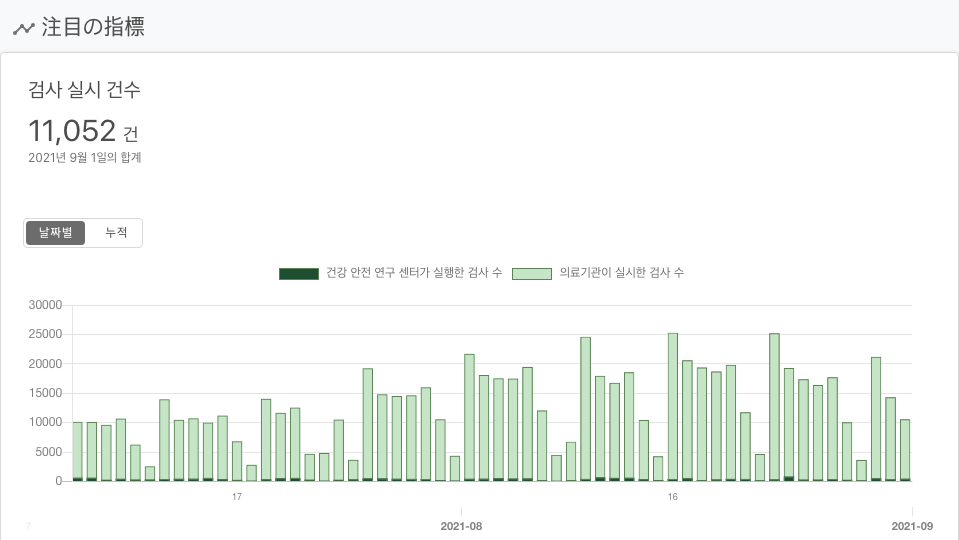 注目の指標
검사 실시 건수
11,052 건
2021년 9월 1일의 합계
날짜별 누적
건강 안전 연구 센터가 실행한 검사 수 의료기관이 실시한 검사 수
30000
25000
20000
15000
10000
5000
0
17 16
7 2021-08 2021-09